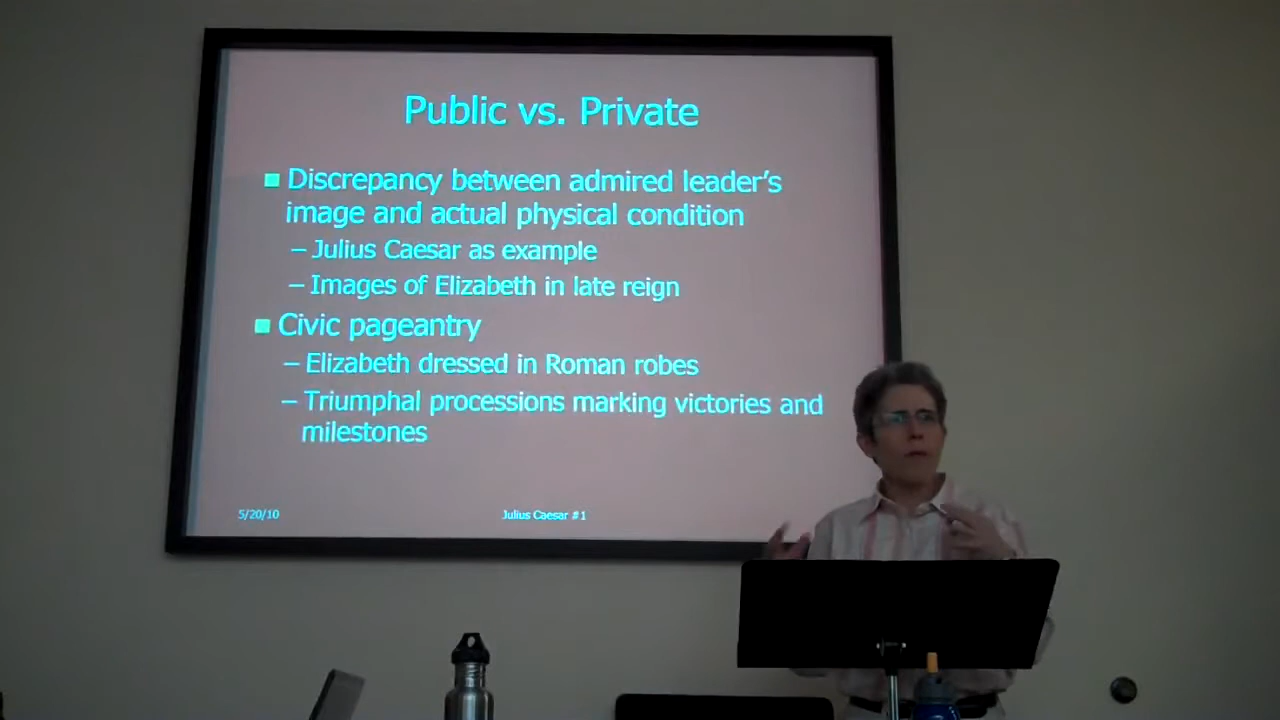 Public vs. Private
Discrepancy between admired leader's
image and actual physical condition
– Julius Caesar as example
– Images of Elizabeth in late reign
Civic pageantry
– Elizabeth dressed in Roman robes
– Triumphal processions marking victories and
milestones
5/20/10
Julius Caesar #1